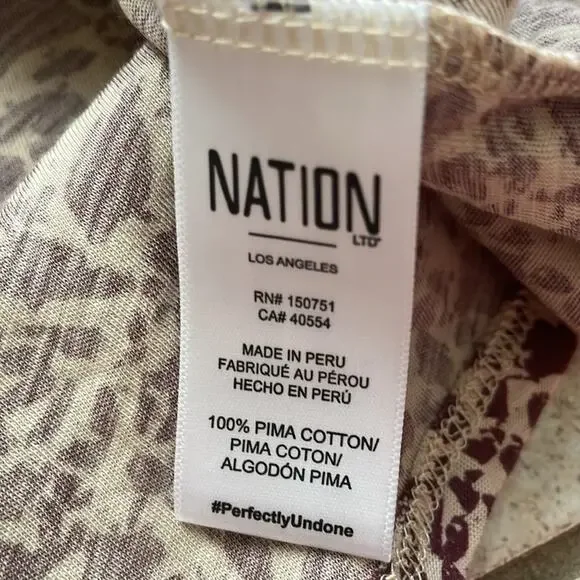 NATION
LTD
LOS ANGELES
RN# 150751
CA# 40554
MADE IN PERU
FABRIQUÉ AU PÉROU
HECHO EN PERÚ
100% PIMA COTTON/
PIMA COTON/
ALGODÓN PIMA
#PerfectlyUndone